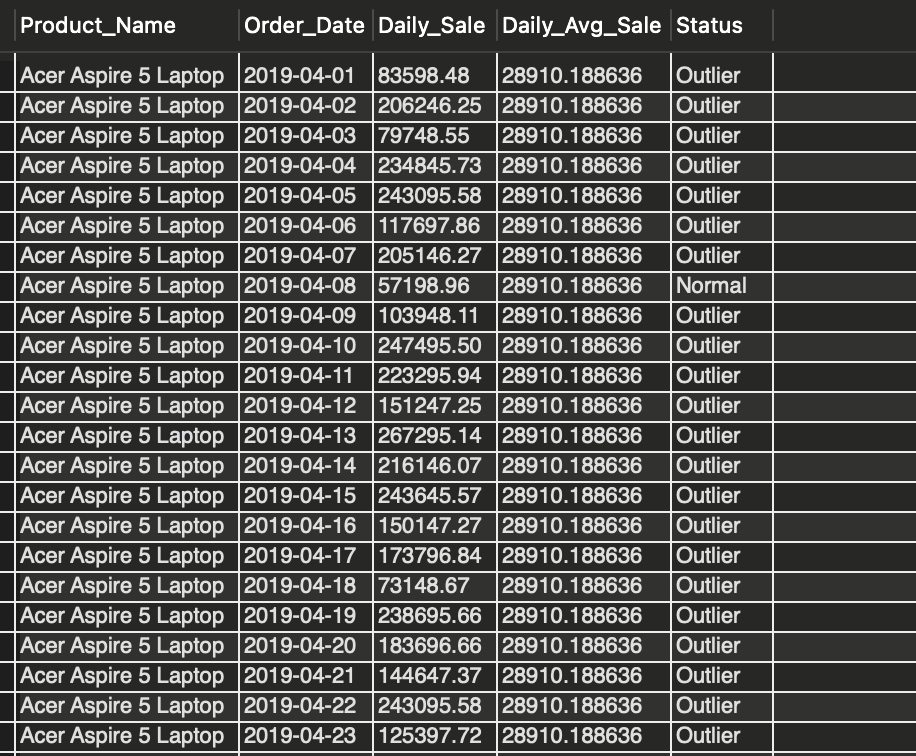 Product_Name Order_Date Daily_Sale Daily_Avg_Sale Status
Acer Aspire 5 Laptop 2019-04-01 83598.48 28910.188636 Outlier
Acer Aspire 5 Laptop 2019-04-02 206246.25 28910.188636 Outlier
Acer Aspire 5 Laptop 2019-04-03 79748.55 28910.188636 Outlier
Acer Aspire 5 Laptop 2019-04-04 234845.73 28910.188636 Outlier
Acer Aspire 5 Laptop 2019-04-05 243095.58 28910.188636 Outlier
Acer Aspire 5 Laptop 2019-04-06 117697.86 28910.188636 Outlier
Acer Aspire 5 Laptop 2019-04-07 205146.27 28910.188636 Outlier
Acer Aspire 5 Laptop 2019-04-08 57198.96 28910.188636 Normal
Acer Aspire 5 Laptop 2019-04-09 103948.11 28910.188636 Outlier
Acer Aspire 5 Laptop 2019-04-10 247495.50 28910.188636 Outlier
Acer Aspire 5 Laptop 2019-04-11 223295.94 28910.188636 Outlier
Acer Aspire 5 Laptop 2019-04-12 151247.25 28910.188636 Outlier
Acer Aspire 5 Laptop 2019-04-13 267295.14 28910.188636 Outlier
Acer Aspire 5 Laptop 2019-04-14 216146.07 28910.188636 Outlier
Acer Aspire 5 Laptop 2019-04-15 243645.57 28910.188636 Outlier
Acer Aspire 5 Laptop 2019-04-16 150147.27 28910.188636 Outlier
Acer Aspire 5 Laptop 2019-04-17 173796.84 28910.188636 Outlier
Acer Aspire 5 Laptop 2019-04-18 73148.67 28910.188636 Outlier
Acer Aspire 5 Laptop 2019-04-19 238695.66 28910.188636 Outlier
Acer Aspire 5 Laptop 2019-04-20 183696.66 28910.188636 Outlier
Acer Aspire 5 Laptop 2019-04-21 144647.37 28910.188636 Outlier
Acer Aspire 5 Laptop 2019-04-22 243095.58 28910.188636 Outlier
Acer Aspire 5 Laptop 2019-04-23 125397.72 28910.188636 Outlier